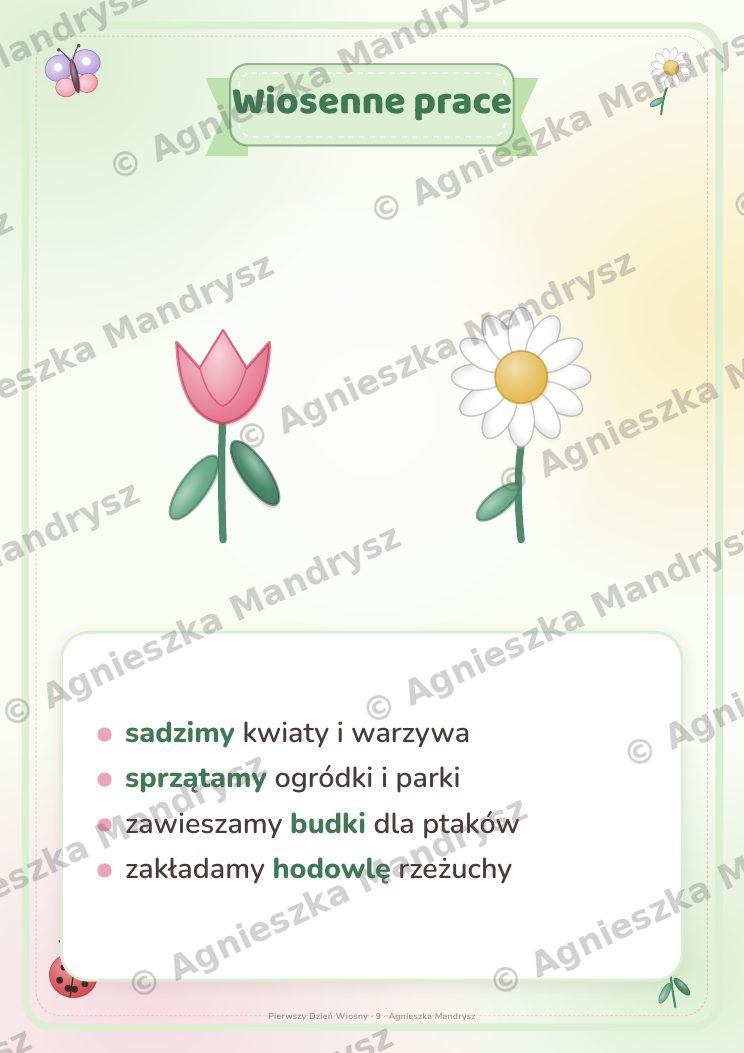 Wiosenne prace
sadzimy kwiaty i warzywa
sprzątamy ogródki i parki
zawieszamy budki dla ptaków
zakładamy hodowlę rzeżuchy
Pierwszy Dzień Wiosny · 9 · Agnieszka Mandrysz
© Agnieszka Mandrysz